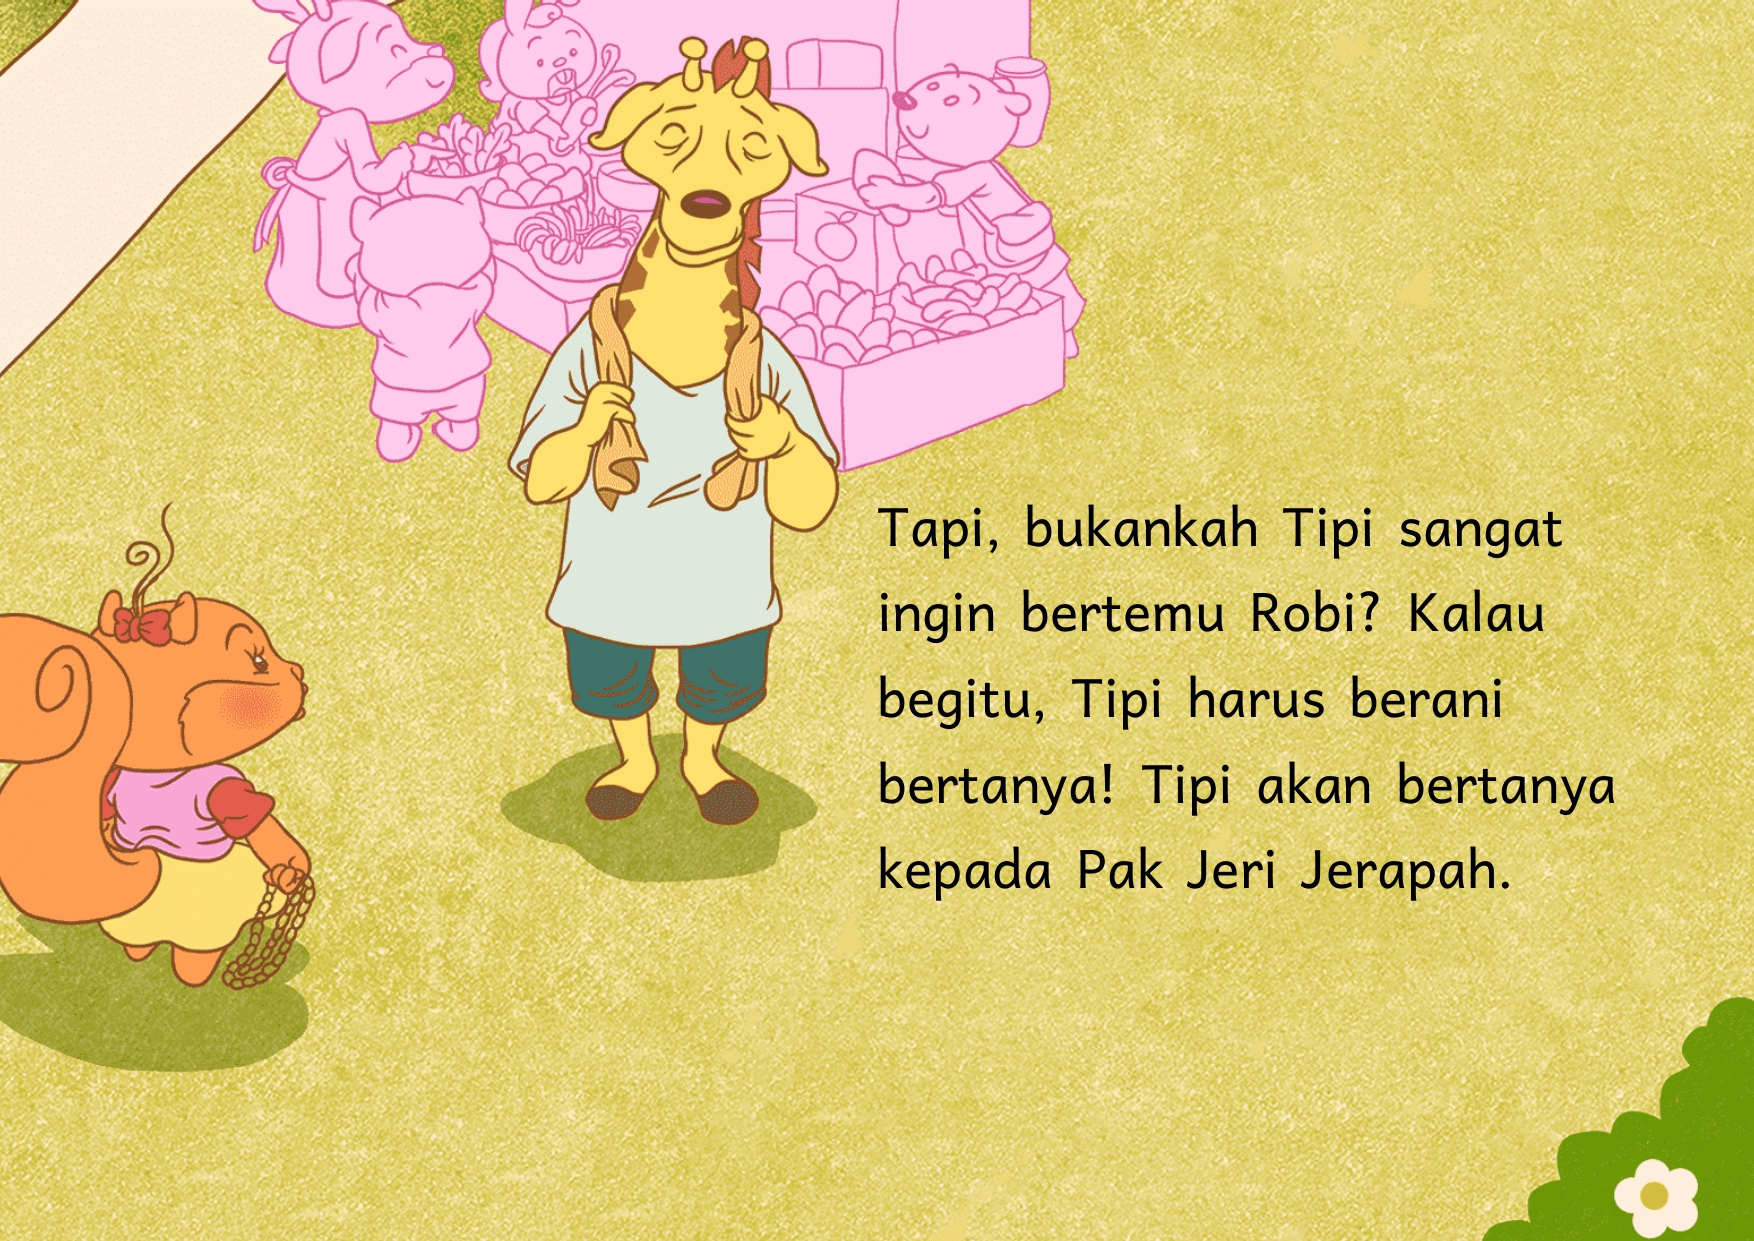 Tapi, bukankah Tipi sangat
ingin bertemu Robi? Kalau
begitu, Tipi harus berani
bertanya! Tipi akan bertanya
kepada Pak Jeri Jerapah.